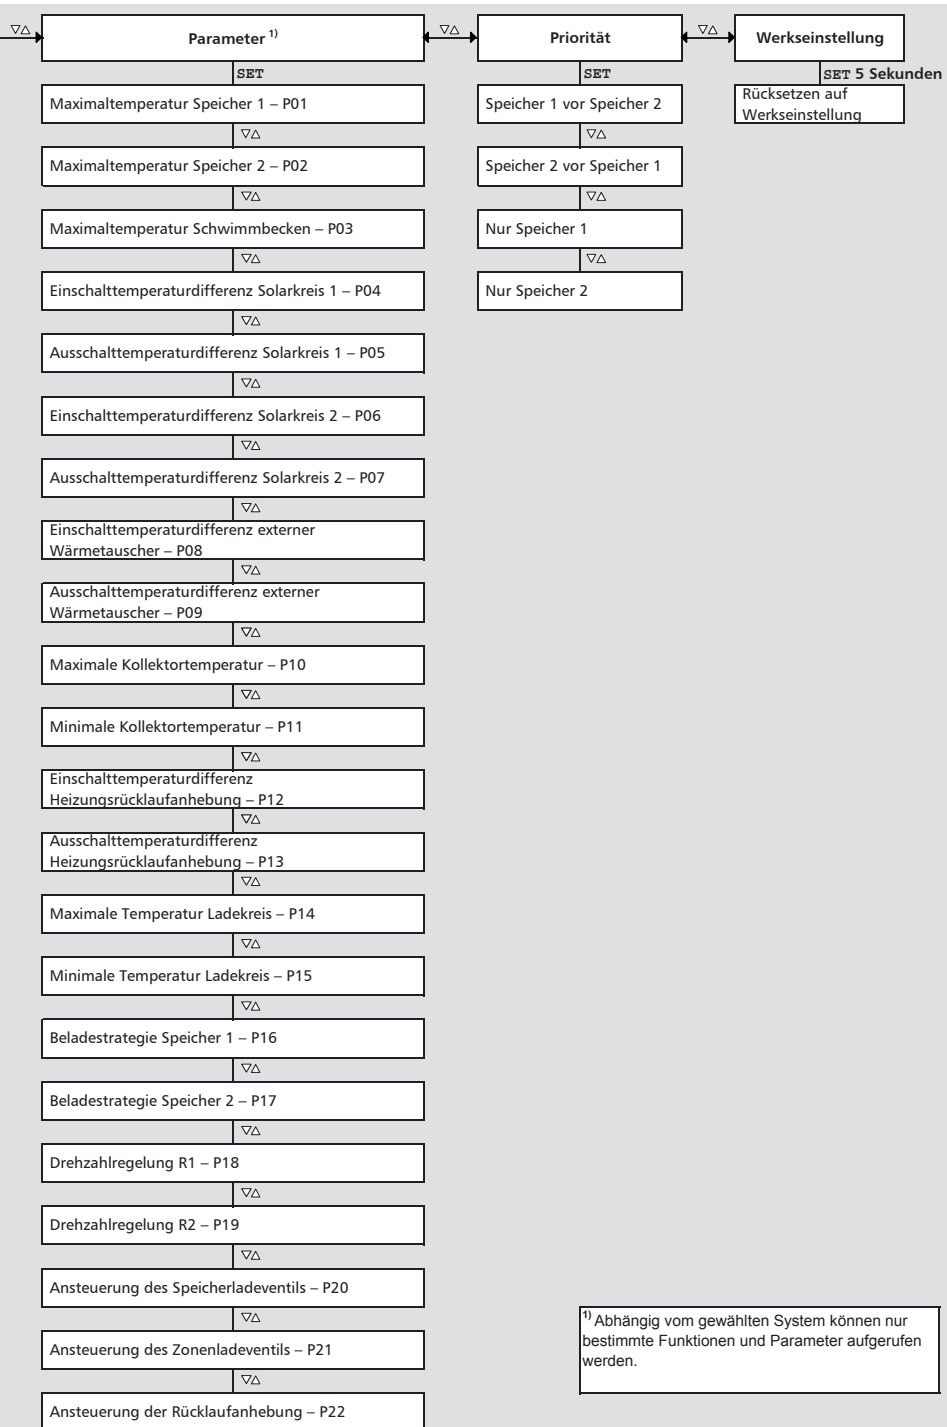 ▽△
Parameter 1)
▽△
Priorität
▽△
Werkseinstellung
SET
Maximaltemperatur Speicher 1 – P01
▽△
Maximaltemperatur Speicher 2 – P02
▽△
Maximaltemperatur Schwimmbecken – P03
▽△
Einschalttemperaturdifferenz Solarkreis 1 – P04
▽△
Ausschalttemperaturdifferenz Solarkreis 1 – P05
▽△
Einschalttemperaturdifferenz Solarkreis 2 – P06
▽△
Ausschalttemperaturdifferenz Solarkreis 2 – P07
▽△
Einschalttemperaturdifferenz externer
Wärmetauscher – P08
▽△
Ausschalttemperaturdifferenz externer
Wärmetauscher – P09
▽△
Maximale Kollektortemperatur – P10
▽△
Minimale Kollektortemperatur – P11
▽△
Einschalttemperaturdifferenz
Heizungsrücklaufanhebung – P12
▽△
Ausschalttemperaturdifferenz
Heizungsrücklaufanhebung – P13
▽△
Maximale Temperatur Ladekreis – P14
▽△
Minimale Temperatur Ladekreis – P15
▽△
Beladestrategie Speicher 1 – P16
▽△
Beladestrategie Speicher 2 – P17
▽△
Drehzahlregelung R1 – P18
▽△
Drehzahlregelung R2 – P19
▽△
Ansteuerung des Speicherladeventils – P20
▽△
Ansteuerung des Zonenladeventils – P21
▽△
Ansteuerung der Rücklaufanhebung – P22
SET
Speicher 1 vor Speicher 2
▽△
Speicher 2 vor Speicher 1
▽△
Nur Speicher 1
▽△
Nur Speicher 2
SET 5 Sekunden
Rücksetzen auf
Werkseinstellung
1) Abhängig vom gewählten System können nur
bestimmte Funktionen und Parameter aufgerufen
werden.